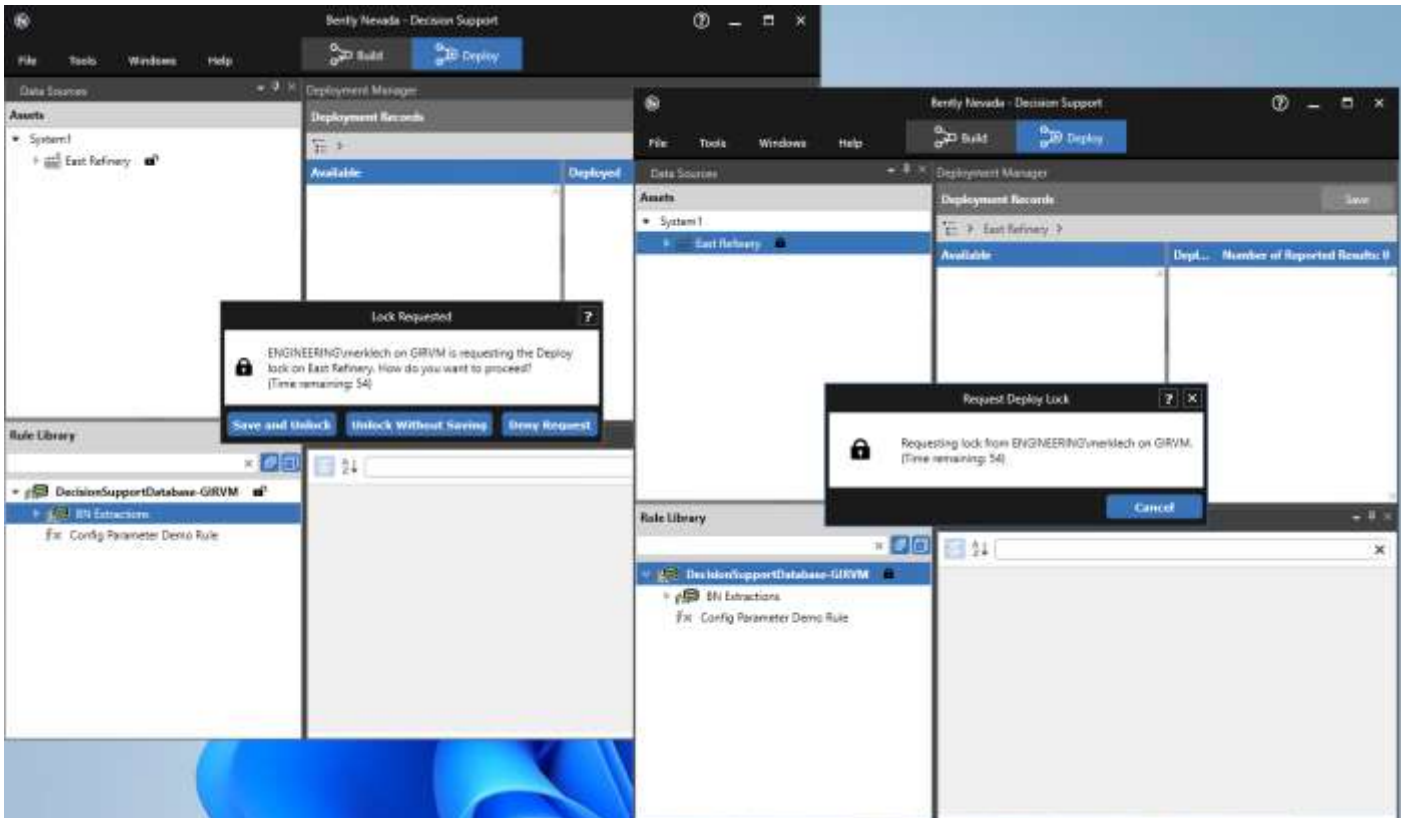 Bently Nevada - Decision Support
File Tools Windows Help
Build Deploy
Data Sources
Assets
System1
East Refinery
Deployment Manager
Deployment Records
Available Deployed
Lock Requested ?
ENGINEERING\merklech on GIRVM is requesting the Deploy
lock on East Refinery. How do you want to proceed?
(Time remaining: 54)
Save and Unlock Unlock Without Saving Deny Request
Rule Library
DecisionSupportDatabase-GIRVM
BN Extractions
fx Config Parameter Demo Rule
Bently Nevada - Decision Support
File Tools Windows Help
Build Deploy
Data Sources
Assets
System1
East Refinery
Deployment Manager
Deployment Records Save
East Refinery
Available Depl... Number of Reported Results: 0
Request Deploy Lock ?
Requesting lock from ENGINEERING\merklech on GIRVM.
(Time remaining: 54)
Cancel
Rule Library
DecisionSupportDatabase-GIRVM
BN Extractions
fx Config Parameter Demo Rule